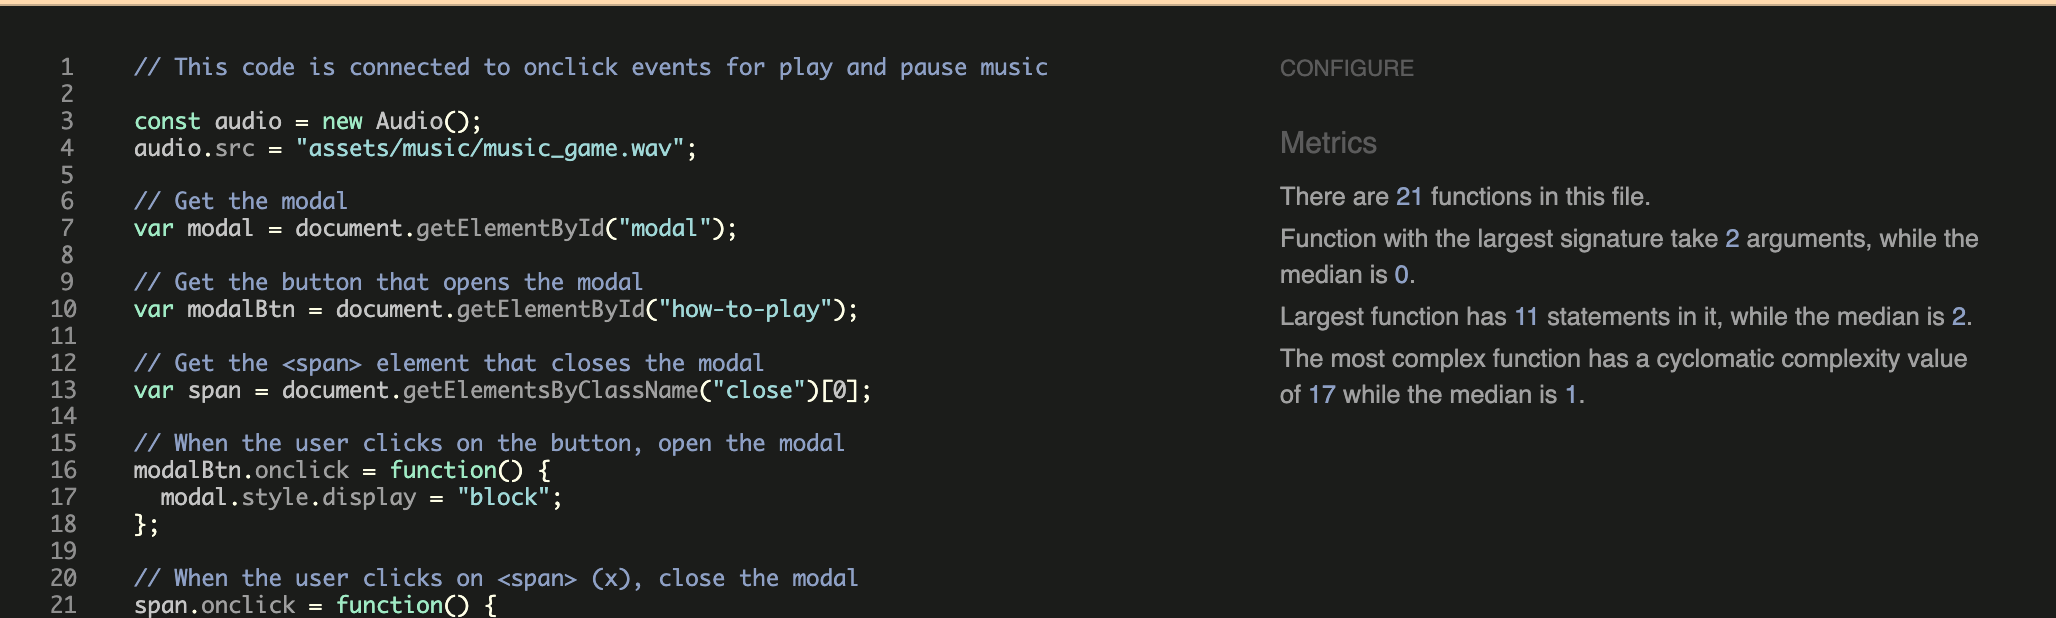 1 // This code is connected to onclick events for play and pause music
2
3 const audio = new Audio();
4 audio.src = "assets/music/music_game.wav";
5
6 // Get the modal
7 var modal = document.getElementById("modal");
8
9 // Get the button that opens the modal
10 var modalBtn = document.getElementById("how-to-play");
11
12 // Get the <span> element that closes the modal
13 var span = document.getElementsByClassName("close")[0];
14
15 // When the user clicks on the button, open the modal
16 modalBtn.onclick = function() {
17   modal.style.display = "block";
18 };
19
20 // When the user clicks on <span> (x), close the modal
21 span.onclick = function() {
CONFIGURE
Metrics
There are 21 functions in this file.
Function with the largest signature take 2 arguments, while the
median is 0.
Largest function has 11 statements in it, while the median is 2.
The most complex function has a cyclomatic complexity value
of 17 while the median is 1.